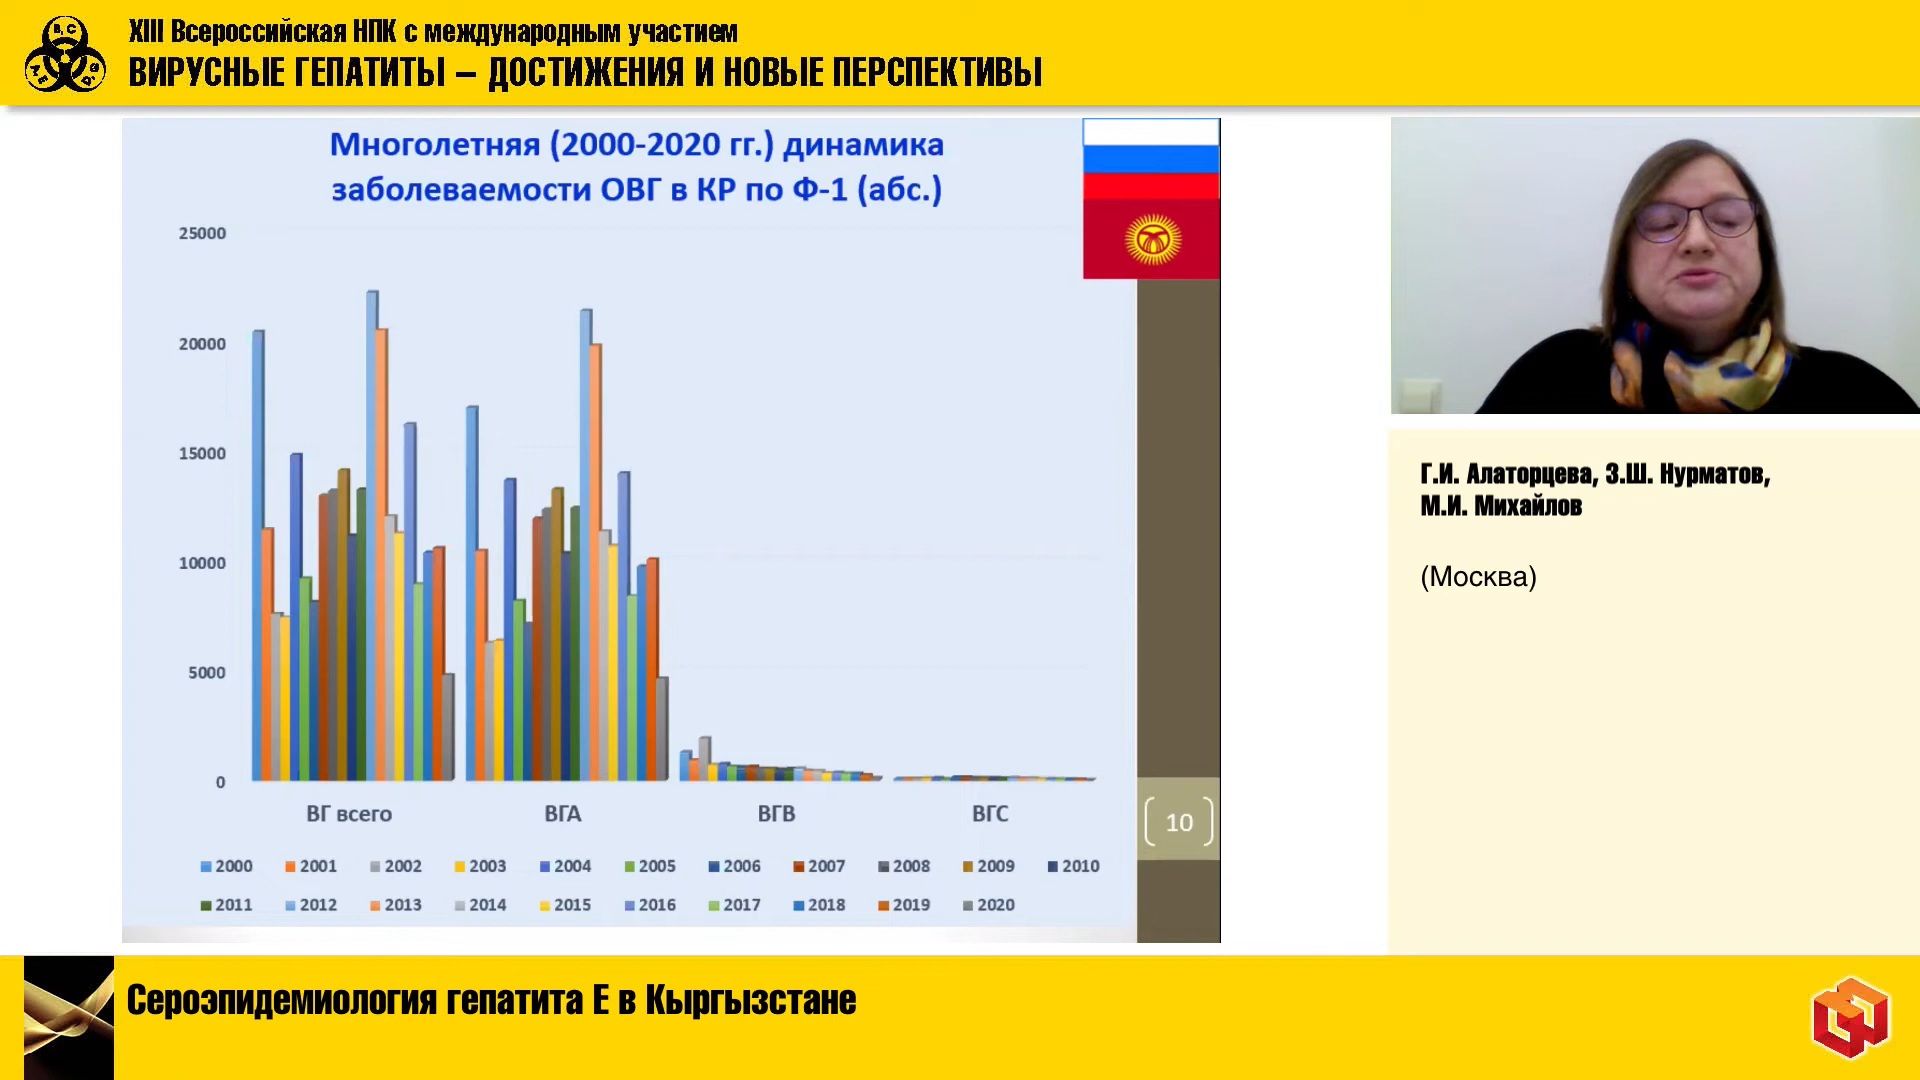 XIII Всероссийская НПК с международным участием
ВИРУСНЫЕ ГЕПАТИТЫ – ДОСТИЖЕНИЯ И НОВЫЕ ПЕРСПЕКТИВЫ
Многолетняя (2000-2020 гг.) динамика
заболеваемости ОВГ в КР по Ф-1 (абс.)
25000
20000
15000
10000
5000
0
ВГ всего ВГА ВГВ ВГС
2000 2001 2002 2003 2004 2005 2006 2007 2008 2009 2010
2011 2012 2013 2014 2015 2016 2017 2018 2019 2020
10
Г.И. Алаторцева, З.Ш. Нурматов,
М.И. Михайлов
(Москва)
Сероэпидемиология гепатита Е в Кыргызстане